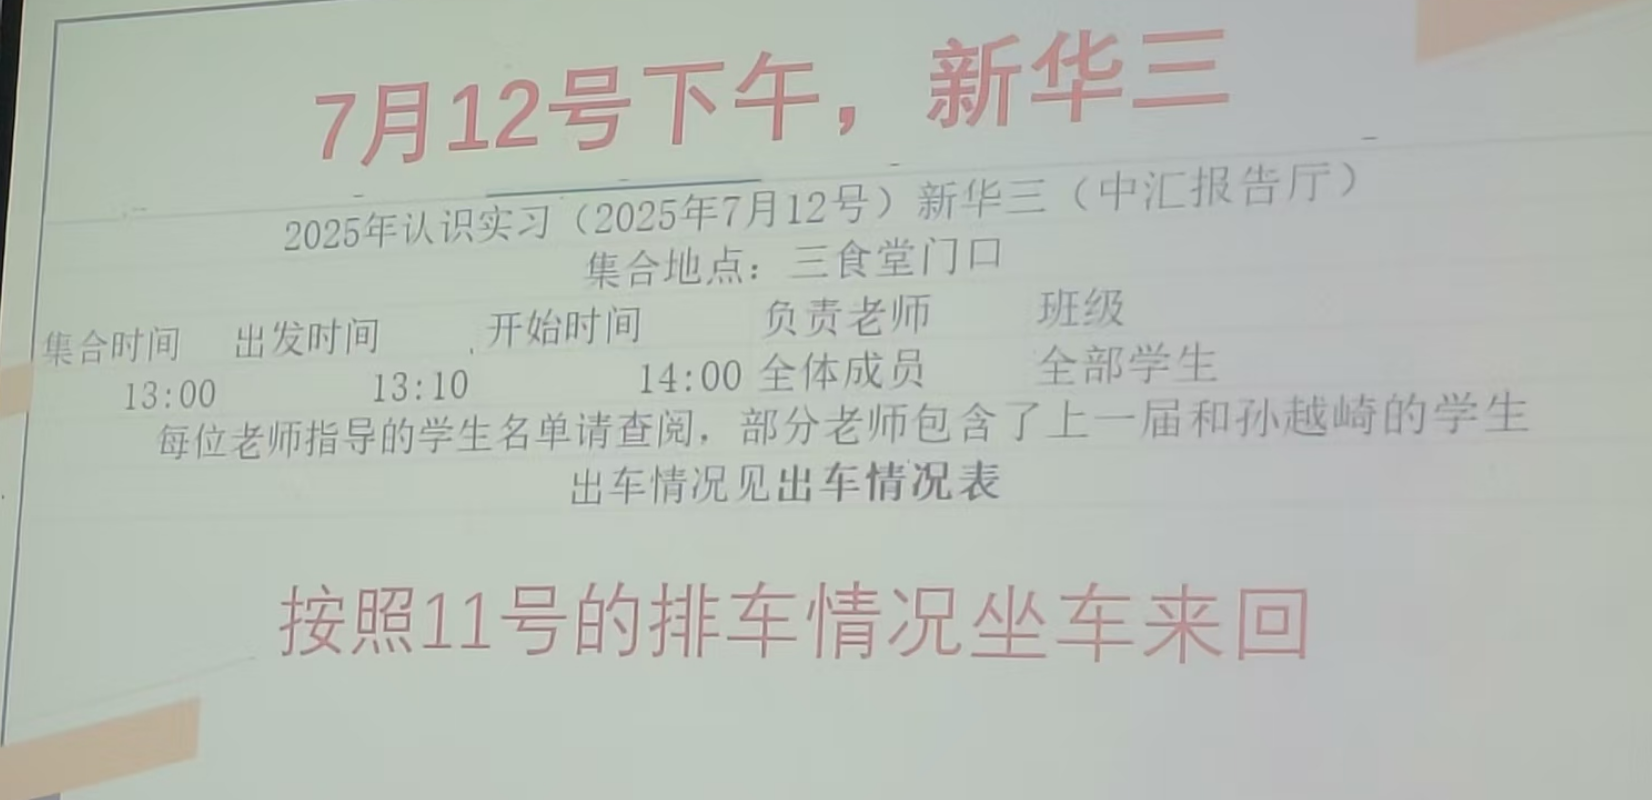 7月12号下午，新华三
2025年认识实习（2025年7月12号）新华三（中汇报告厅）
集合地点：三食堂门口
集合时间 出发时间 开始时间 负责老师 班级
13:00 13:10 14:00 全体成员 全部学生
每位老师指导的学生名单请查阅，部分老师包含了上一届和孙越崎的学生
出车情况见出车情况表
按照11号的排车情况坐车来回